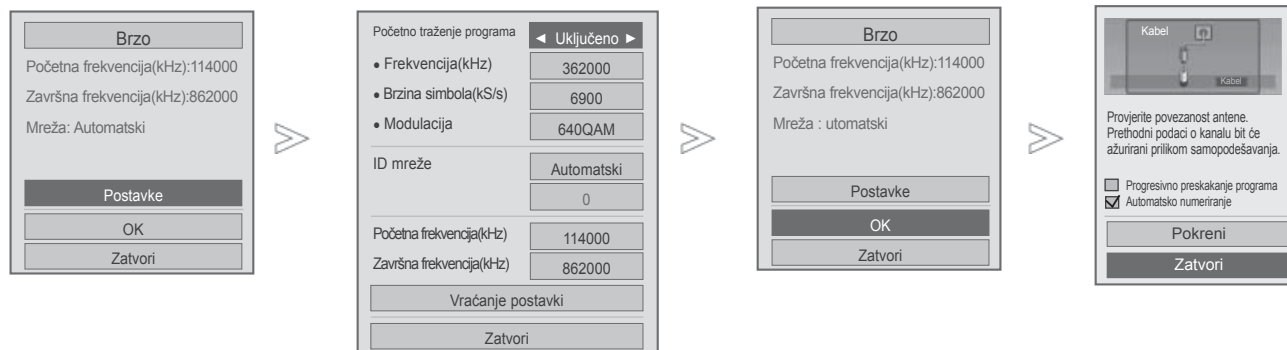 Brzo
Početna frekvencija(kHz):114000
Završna frekvencija(kHz):862000
Mreža: Automatski
Postavke
OK
Zatvori
Početno traženje programa
◄ Uključeno ►
• Frekvencija(kHz)
362000
• Brzina simbola(kS/s)
6900
• Modulacija
640QAM
ID mreže
Automatski
0
Početna frekvencija(kHz)
114000
Završna frekvencija(kHz)
862000
Vraćanje postavki
Zatvori
Brzo
Početna frekvencija(kHz):114000
Završna frekvencija(kHz):862000
Mreža : utomatski
Postavke
OK
Zatvori
Kabel
Kabel
Provjerite povezanost antene.
Prethodni podaci o kanalu bit će
ažurirani prilikom samopodešavanja.
Progresivno preskakanje programa
Automatsko numeriranje
Pokreni
Zatvori